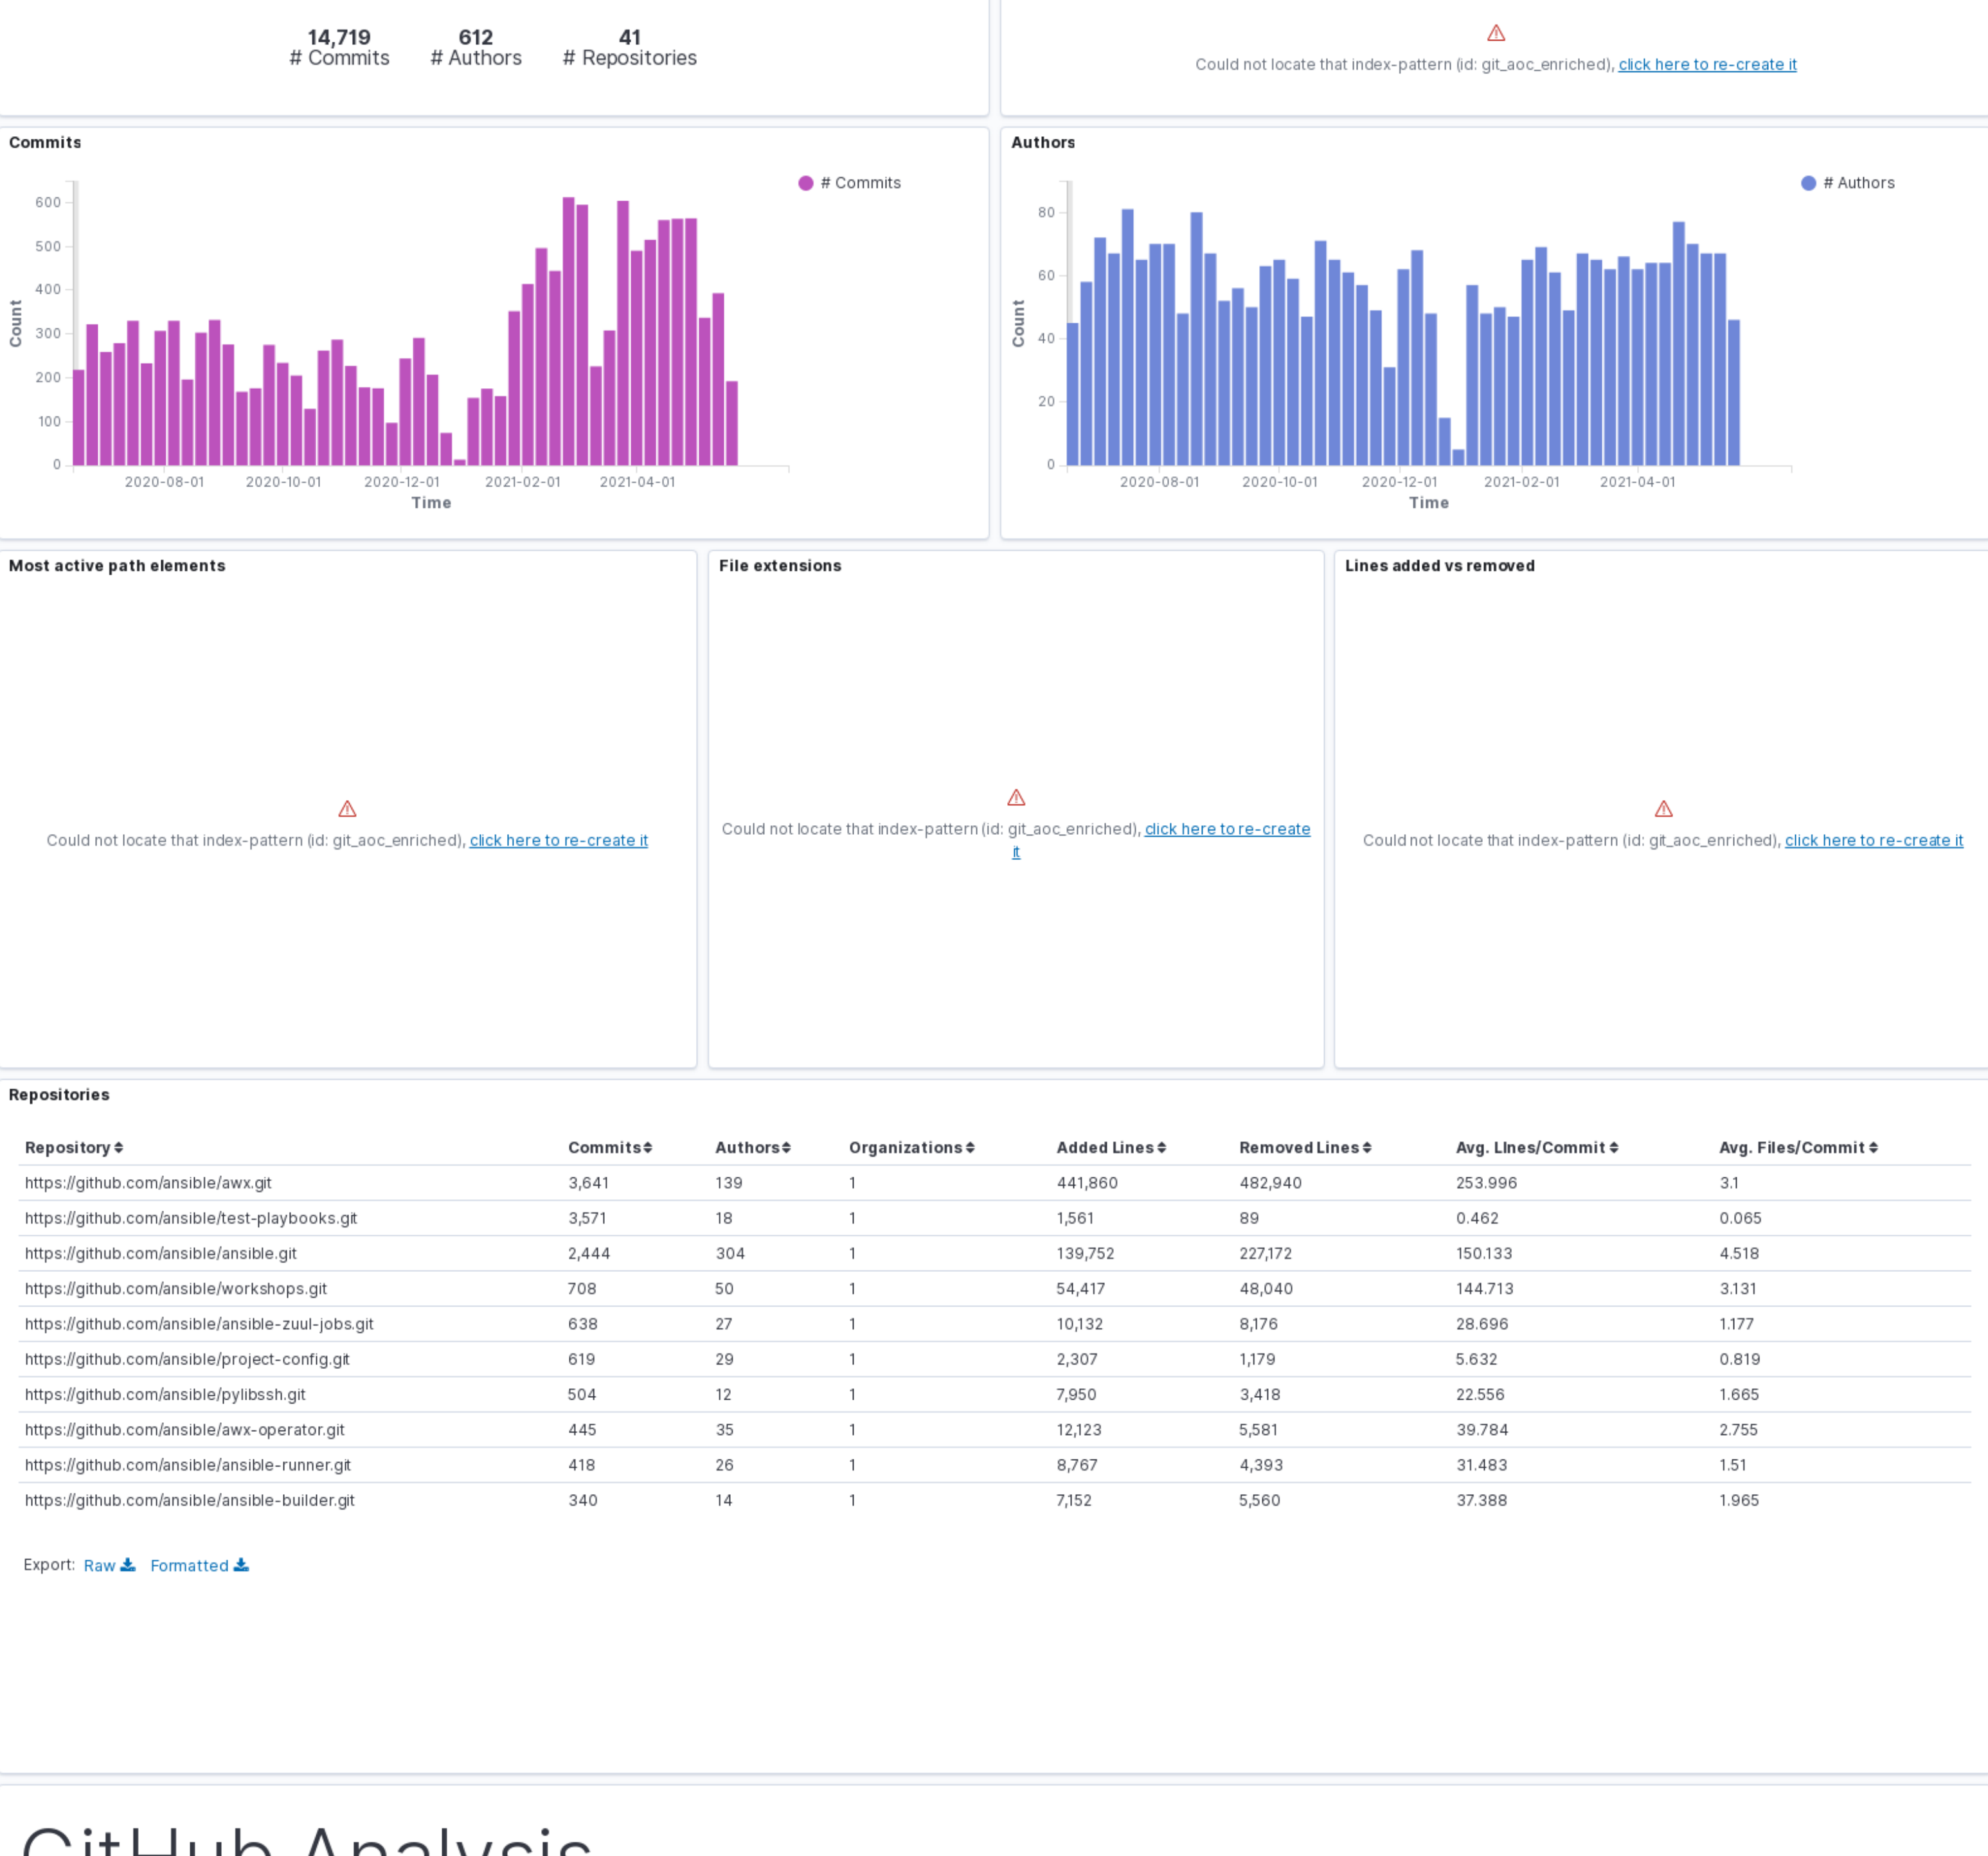 14,719 612 41
# Commits # Authors # Repositories
Could not locate that index-pattern (id: git_aoc_enriched), click here to re-create it
Commits
# Commits
600
500
400
300
200
100
0
Count
2020-08-01 2020-10-01 2020-12-01 2021-02-01 2021-04-01
Time
Authors
# Authors
80
60
40
20
0
Count
2020-08-01 2020-10-01 2020-12-01 2021-02-01 2021-04-01
Time
Most active path elements
Could not locate that index-pattern (id: git_aoc_enriched), click here to re-create it
File extensions
Could not locate that index-pattern (id: git_aoc_enriched), click here to re-create
it
Lines added vs removed
Could not locate that index-pattern (id: git_aoc_enriched), click here to re-create it
Repositories
Repository Commits Authors Organizations Added Lines Removed Lines Avg. LInes/Commit Avg. Files/Commit
https://github.com/ansible/awx.git 3,641 139 1 441,860 482,940 253.996 3.1
https://github.com/ansible/test-playbooks.git 3,571 18 1 1,561 89 0.462 0.065
https://github.com/ansible/ansible.git 2,444 304 1 139,752 227,172 150.133 4.518
https://github.com/ansible/workshops.git 708 50 1 54,417 48,040 144.713 3.131
https://github.com/ansible/ansible-zuul-jobs.git 638 27 1 10,132 8,176 28.696 1.177
https://github.com/ansible/project-config.git 619 29 1 2,307 1,179 5.632 0.819
https://github.com/ansible/pylibssh.git 504 12 1 7,950 3,418 22.556 1.665
https://github.com/ansible/awx-operator.git 445 35 1 12,123 5,581 39.784 2.755
https://github.com/ansible/ansible-runner.git 418 26 1 8,767 4,393 31.483 1.51
https://github.com/ansible/ansible-builder.git 340 14 1 7,152 5,560 37.388 1.965
Export: Raw Formatted
GitHub Analysis